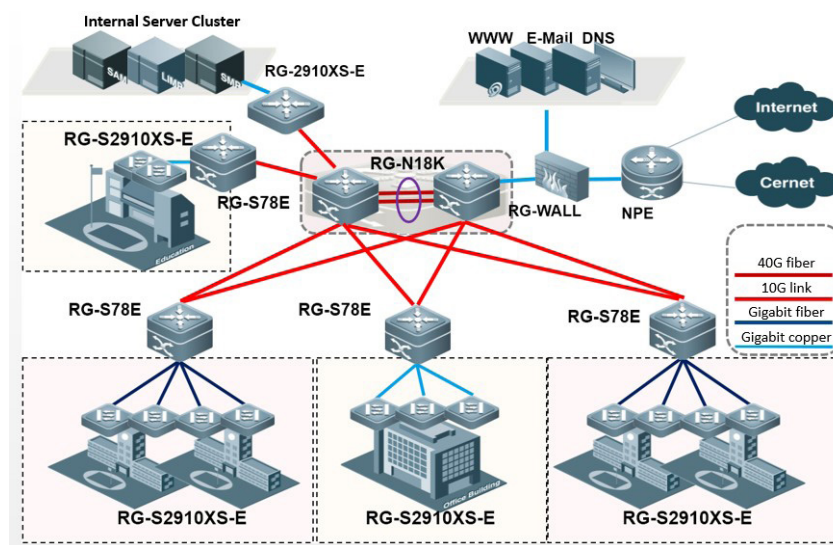 Internal Server Cluster
WWW E-Mail DNS
SAM
SMP
RG-2910XS-E
Internet
RG-S2910XS-E
RG-N18K
RG-S78E
RG-WALL
NPE
Cernet
Education
40G fiber
10G link
Gigabit fiber
Gigabit copper
RG-S78E
RG-S78E
RG-S78E
Office Building
RG-S2910XS-E
RG-S2910XS-E
RG-S2910XS-E